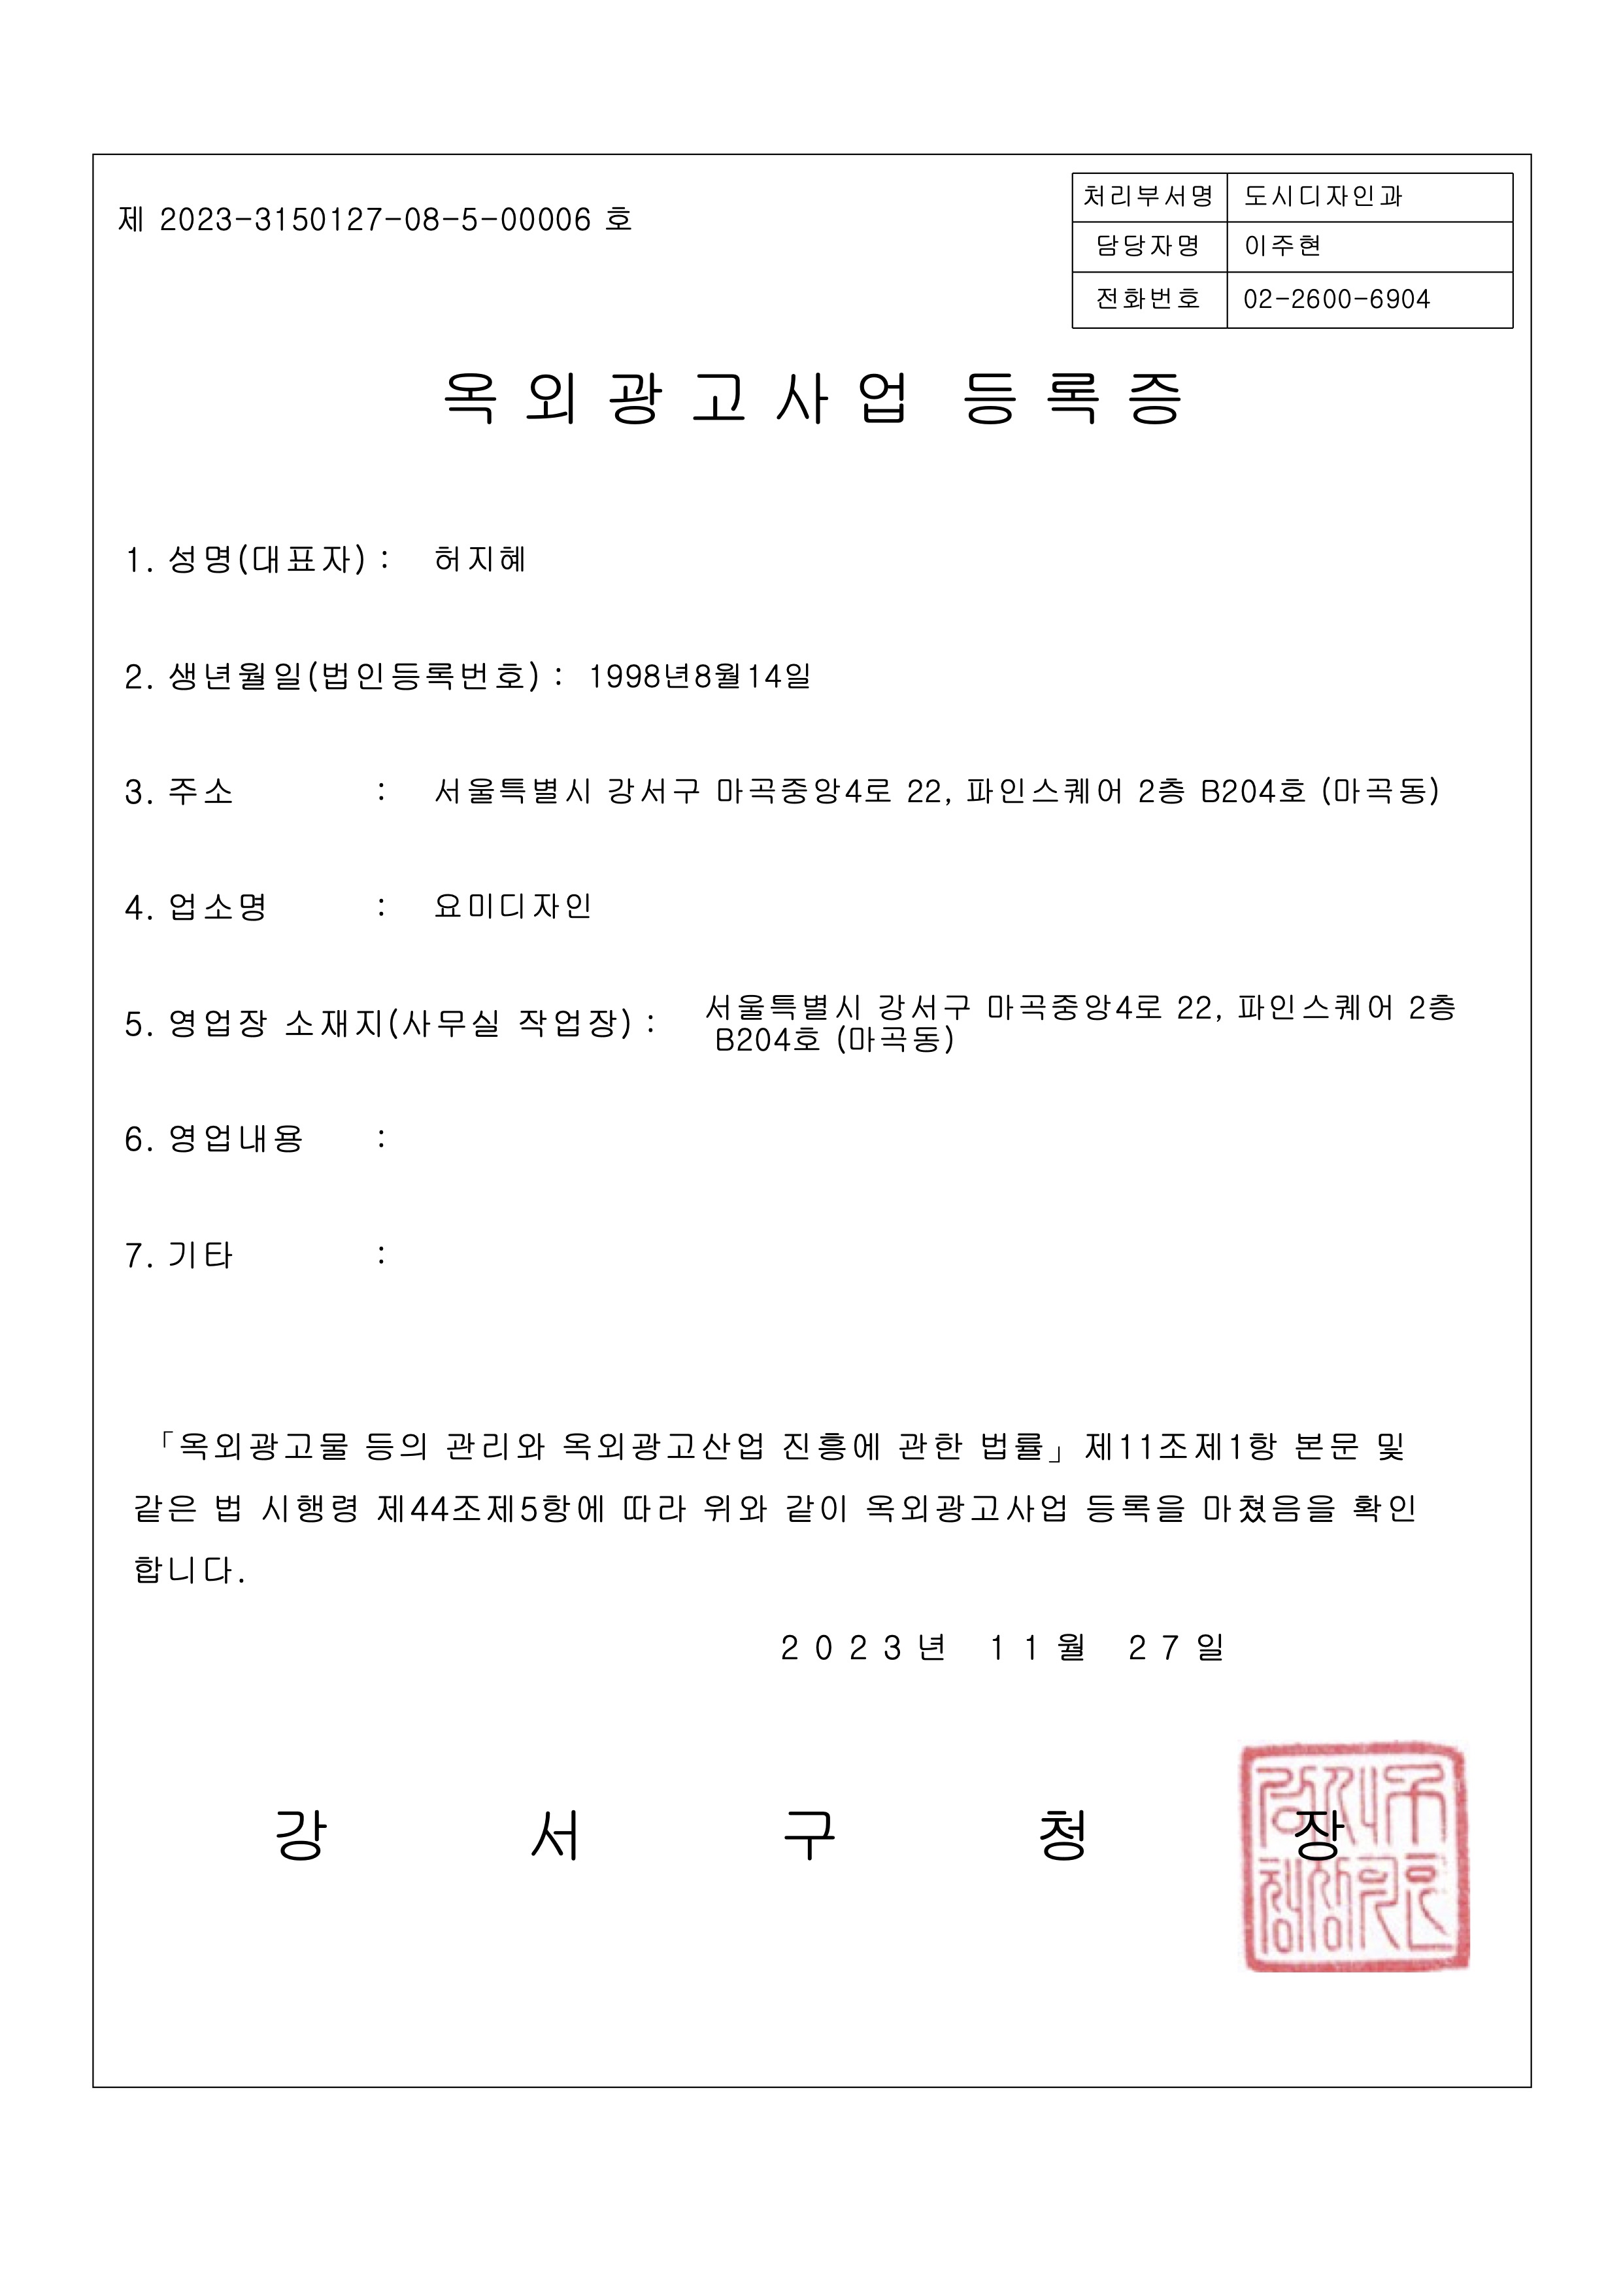 제 2023-3150127-08-5-00006 호
처리부서명 도시디자인과
담당자명 이주현
전화번호 02-2600-6904
옥외광고사업 등록증
1. 성명(대표자) : 허지혜
2. 생년월일(법인등록번호) : 1998년8월14일
3. 주소 : 서울특별시 강서구 마곡중앙4로 22, 파인스퀘어 2층 B204호 (마곡동)
4. 업소명 : 요미디자인
5. 영업장 소재지(사무실 작업장) : 서울특별시 강서구 마곡중앙4로 22, 파인스퀘어 2층
B204호 (마곡동)
6. 영업내용 :
7. 기타 :
「옥외광고물 등의 관리와 옥외광고산업 진흥에 관한 법률」제11조제1항 본문 및
같은 법 시행령 제44조제5항에 따라 위와 같이 옥외광고사업 등록을 마쳤음을 확인
합니다.
2023년 11월 27일
강서구청장